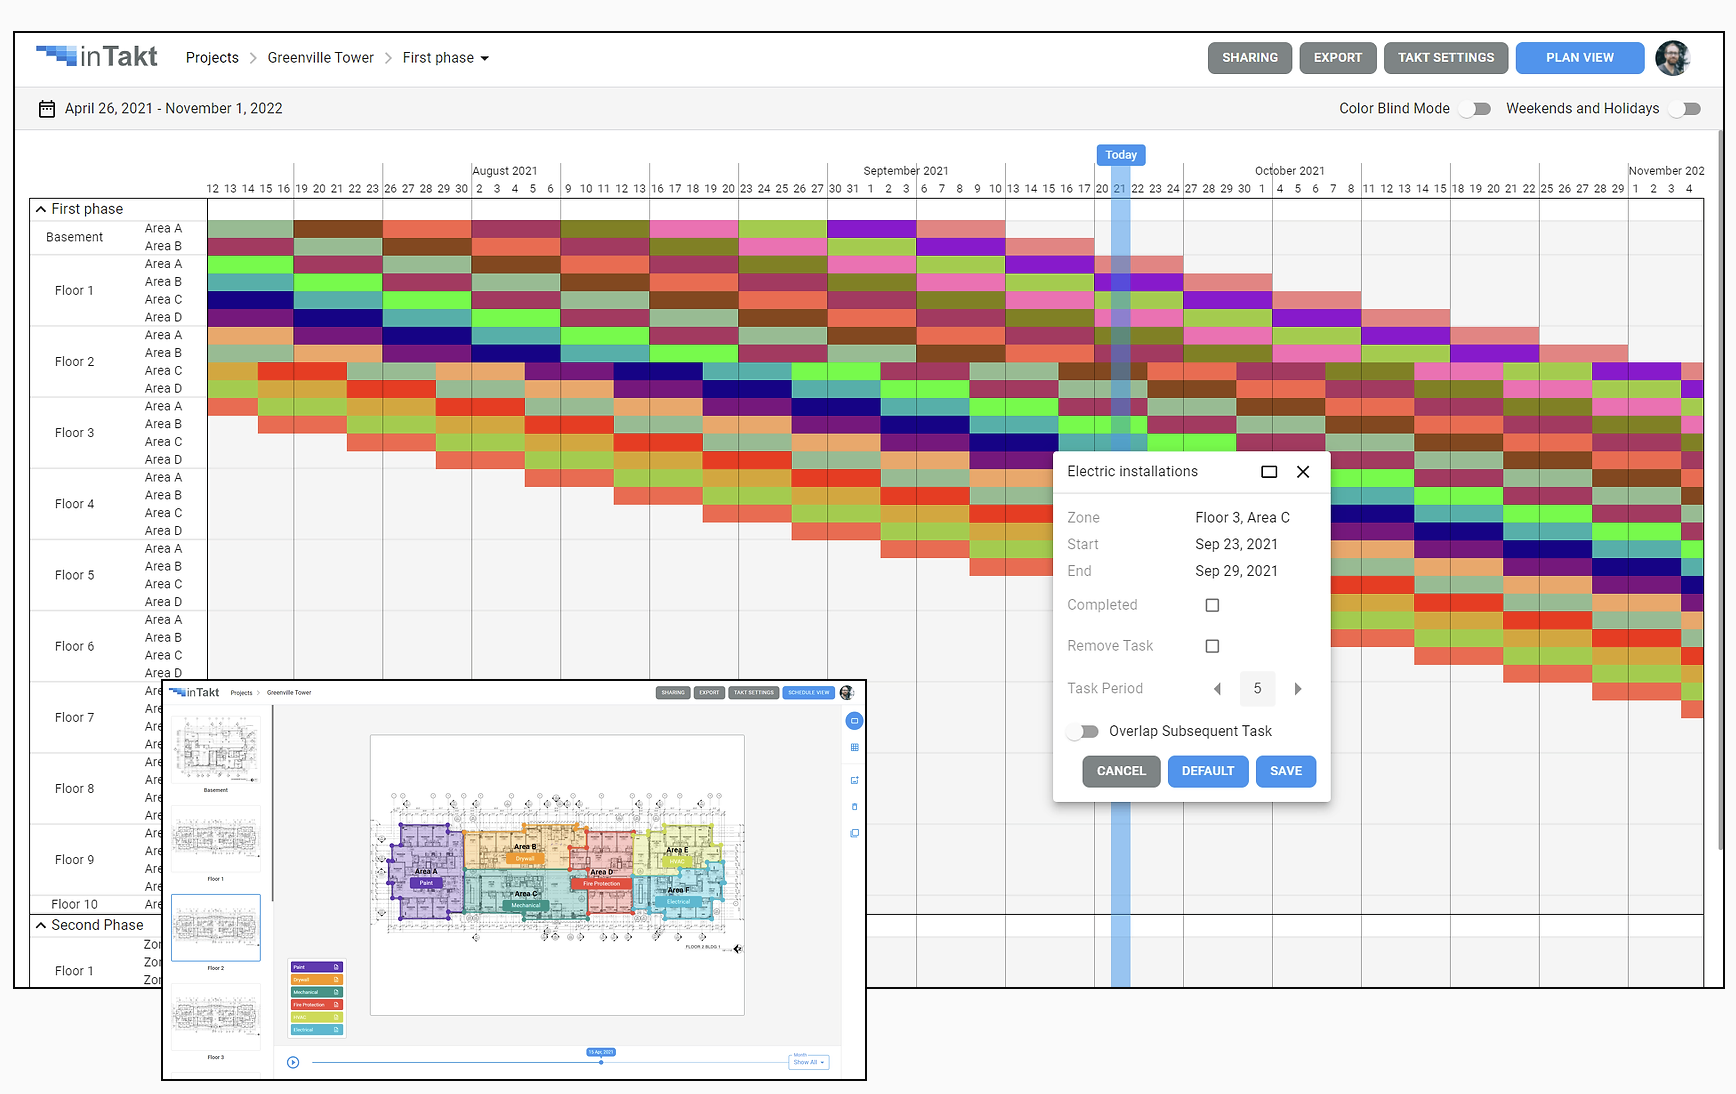 inTakt
Projects > Greenville Tower > First phase
SHARING EXPORT TAKT SETTINGS PLAN VIEW
April 26, 2021 - November 1, 2022
Color Blind Mode Weekends and Holidays
Today
August 2021 September 2021 October 2021 November 202
12 13 14 15 16 19 20 21 22 23 26 27 28 29 30 2 3 4 5 6 9 10 11 12 13 16 17 18 19 20 23 24 25 26 27 30 31 1 2 3 6 7 8 9 10 13 14 15 16 17 20 21 22 23 24 27 28 29 30 1 4 5 6 7 8 11 12 13 14 15 18 19 20 21 22 25 26 27 28 29 1 2 3 4
First phase
Basement
Area A
Area B
Floor 1
Area A
Area B
Area C
Area D
Floor 2
Area A
Area B
Area C
Area D
Floor 3
Area A
Area B
Area C
Area D
Floor 4
Area A
Area B
Area C
Area D
Floor 5
Area A
Area B
Area C
Area D
Floor 6
Area A
Area B
Area C
Area D
Floor 7
Are
Are
Are
Are
Floor 8
Are
Are
Are
Are
Floor 9
Are
Are
Are
Are
Floor 10
Are
Second Phase
Floor 1
Zor
Zor
Zor
Electric installations
Zone Floor 3, Area C
Start Sep 23, 2021
End Sep 29, 2021
Completed
Remove Task
Task Period 5
Overlap Subsequent Task
CANCEL DEFAULT SAVE
inTakt Projects > Greenville Tower
SHARING EXPORT TAKT SETTINGS SCHEDULE VIEW
Basement
Floor 1
Floor 2
Floor 3
Area A
Paint
Area B
Drywall
Area C
Mechanical
Area D
Fire Protection
Area E
HVAC
Area F
Electrical
FLOOR 2 BLDG.1
Paint
Drywall
Mechanical
Fire Protection
HVAC
Electrical
15 Apr, 2021
Month
Show All